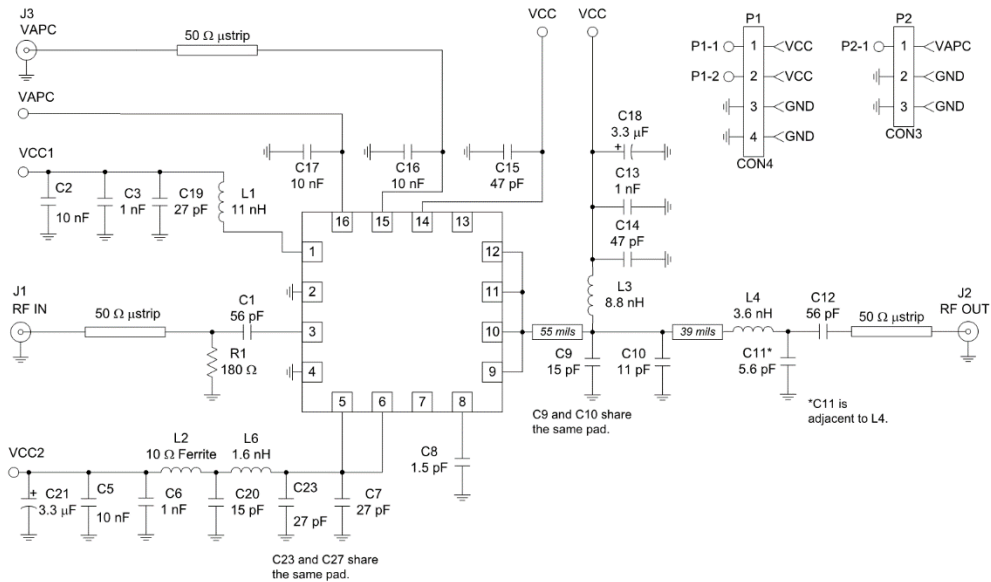 J3
VAPC
50 Ω µstrip
VCC
VCC
P1
P2
P1-1
1
VCC
P1-2
2
VCC
3
GND
4
GND
CON4
P2-1
1
VAPC
2
GND
3
GND
CON3
VAPC
VCC1
C2
10 nF
C3
1 nF
C19
27 pF
L1
11 nH
C17
10 nF
C16
10 nF
C15
47 pF
C18
3.3 µF
+
C13
1 nF
C14
47 pF
L3
8.8 nH
16
15
14
13
1
2
3
4
12
11
10
9
5
6
7
8
J1
RF IN
50 Ω µstrip
C1
56 pF
R1
180 Ω
55 mils
C9
15 pF
C10
11 pF
39 mils
L4
3.6 nH
C11*
5.6 pF
C12
56 pF
50 Ω µstrip
J2
RF OUT
C9 and C10 share
the same pad.
*C11 is
adjacent to L4.
VCC2
+
C21
3.3 µF
C5
10 nF
C6
1 nF
L2
10 Ω Ferrite
C20
15 pF
L6
1.6 nH
C23
27 pF
C7
27 pF
C8
1.5 pF
C23 and C27 share
the same pad.